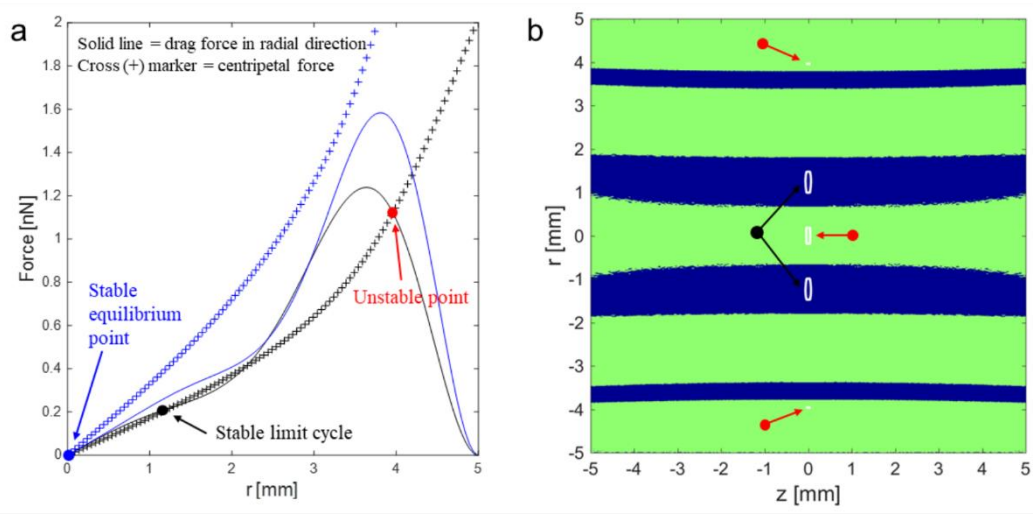 a
Solid line = drag force in radial direction
Cross (+) marker = centripetal force
Force [nN]
2
1.8
1.6
1.4
1.2
1
0.8
0.6
0.4
0.2
0
Stable
equilibrium
point
Unstable point
Stable limit cycle
0 1 2 3 4 5
r [mm]
b
r [mm]
5
4
3
2
1
0
-1
-2
-3
-4
-5
-5 -4 -3 -2 -1 0 1 2 3 4 5
z [mm]